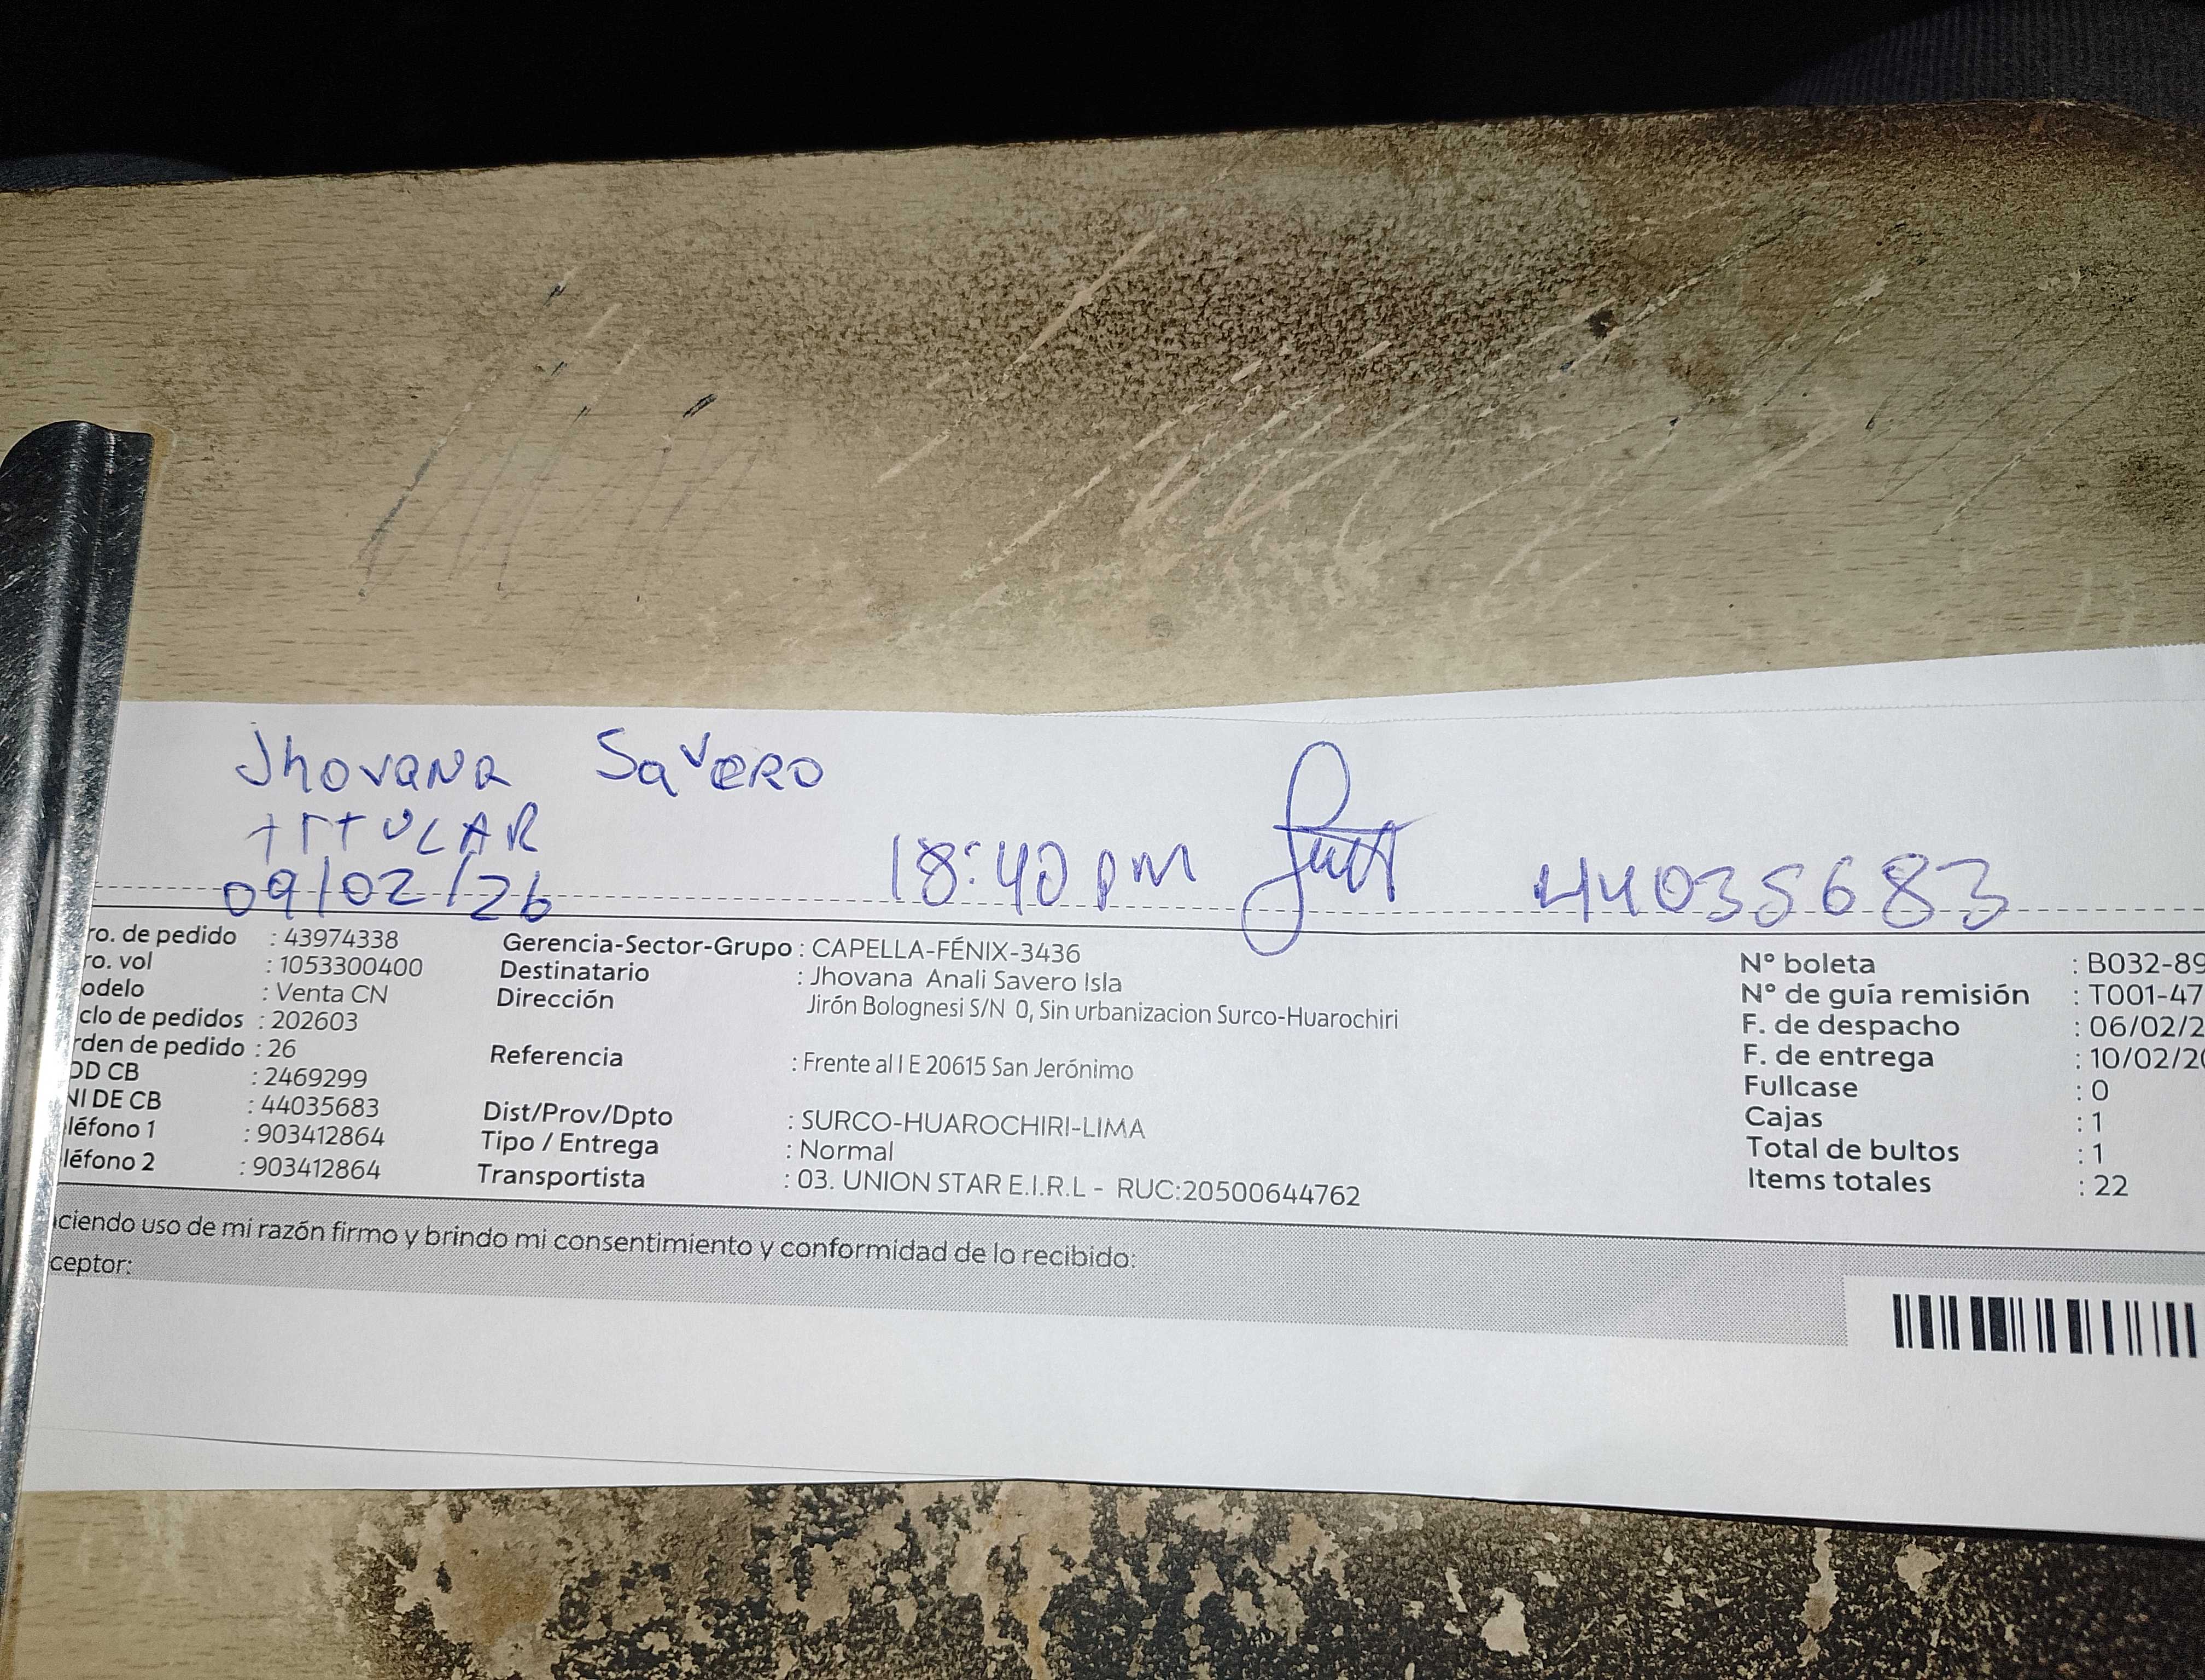 Jhovana Savero
TITULAR
09/02/26 18:40 pm 44035683
ro. de pedido : 43974338
ro. vol : 1053300400
odelo : Venta CN
clo de pedidos : 202603
rden de pedido : 26
OD CB : 2469299
NI DE CB : 44035683
léfono 1 : 903412864
léfono 2 : 903412864
Gerencia-Sector-Grupo : CAPELLA-FÉNIX-3436
Destinatario : Jhovana Anali Savero Isla
Dirección Jirón Bolognesi S/N 0, Sin urbanizacion Surco-Huarochiri
Referencia : Frente al I E 20615 San Jerónimo
Dist/Prov/Dpto : SURCO-HUAROCHIRI-LIMA
Tipo / Entrega : Normal
Transportista : 03. UNION STAR E.I.R.L - RUC:20500644762
N° boleta : B032-89
N° de guía remisión : T001-47
F. de despacho : 06/02/2
F. de entrega : 10/02/20
Fullcase : 0
Cajas : 1
Total de bultos : 1
Items totales : 22
ciendo uso de mi razón firmo y brindo mi consentimiento y conformidad de lo recibido:
ceptor: